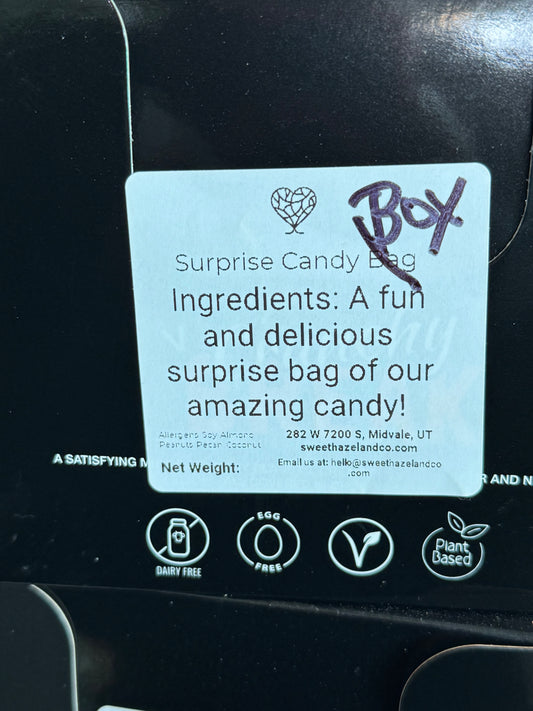 BOX
Surprise Candy Bag
Ingredients: A fun
and delicious
surprise bag of our
amazing candy!
Allergens Soy Almond
Peanuts Pecan Coconut
282 W 7200 S, Midvale, UT
sweethazelandco.com
Net Weight:
Email us at: hello@sweethazelandco
.com
A SATISFYING
R AND N
DAIRY FREE
EGG
FREE
Plant
Based